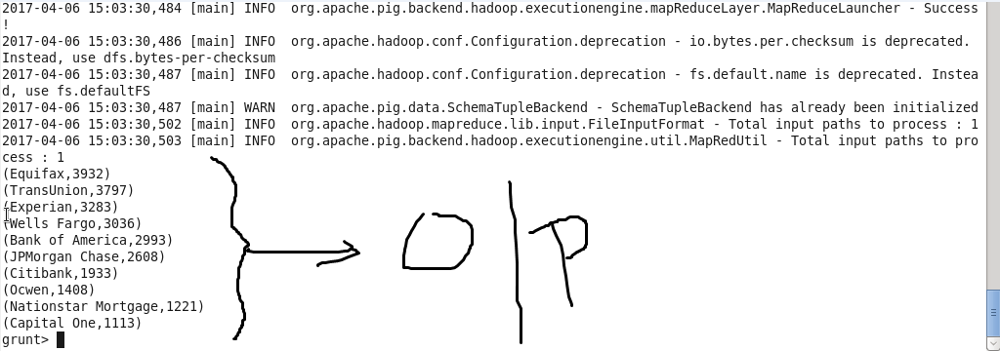 2017-04-06 15:03:30,484 [main] INFO  org.apache.pig.backend.hadoop.executionengine.mapReduceLayer.MapReduceLauncher - Success
!
2017-04-06 15:03:30,486 [main] INFO  org.apache.hadoop.conf.Configuration.deprecation - io.bytes.per.checksum is deprecated.
Instead, use dfs.bytes-per-checksum
2017-04-06 15:03:30,487 [main] INFO  org.apache.hadoop.conf.Configuration.deprecation - fs.default.name is deprecated. Instea
d, use fs.defaultFS
2017-04-06 15:03:30,487 [main] WARN  org.apache.pig.data.SchemaTupleBackend - SchemaTupleBackend has already been initialized
2017-04-06 15:03:30,502 [main] INFO  org.apache.hadoop.mapreduce.lib.input.FileInputFormat - Total input paths to process : 1
2017-04-06 15:03:30,503 [main] INFO  org.apache.pig.backend.hadoop.executionengine.util.MapRedUtil - Total input paths to pro
cess : 1
(Equifax,3932)
(TransUnion,3797)
(Experian,3283)
(Wells Fargo,3036)
(Bank of America,2993)
(JPMorgan Chase,2608)
(Citibank,1933)
(Ocwen,1408)
(Nationstar Mortgage,1221)
(Capital One,1113)
grunt>
O|P